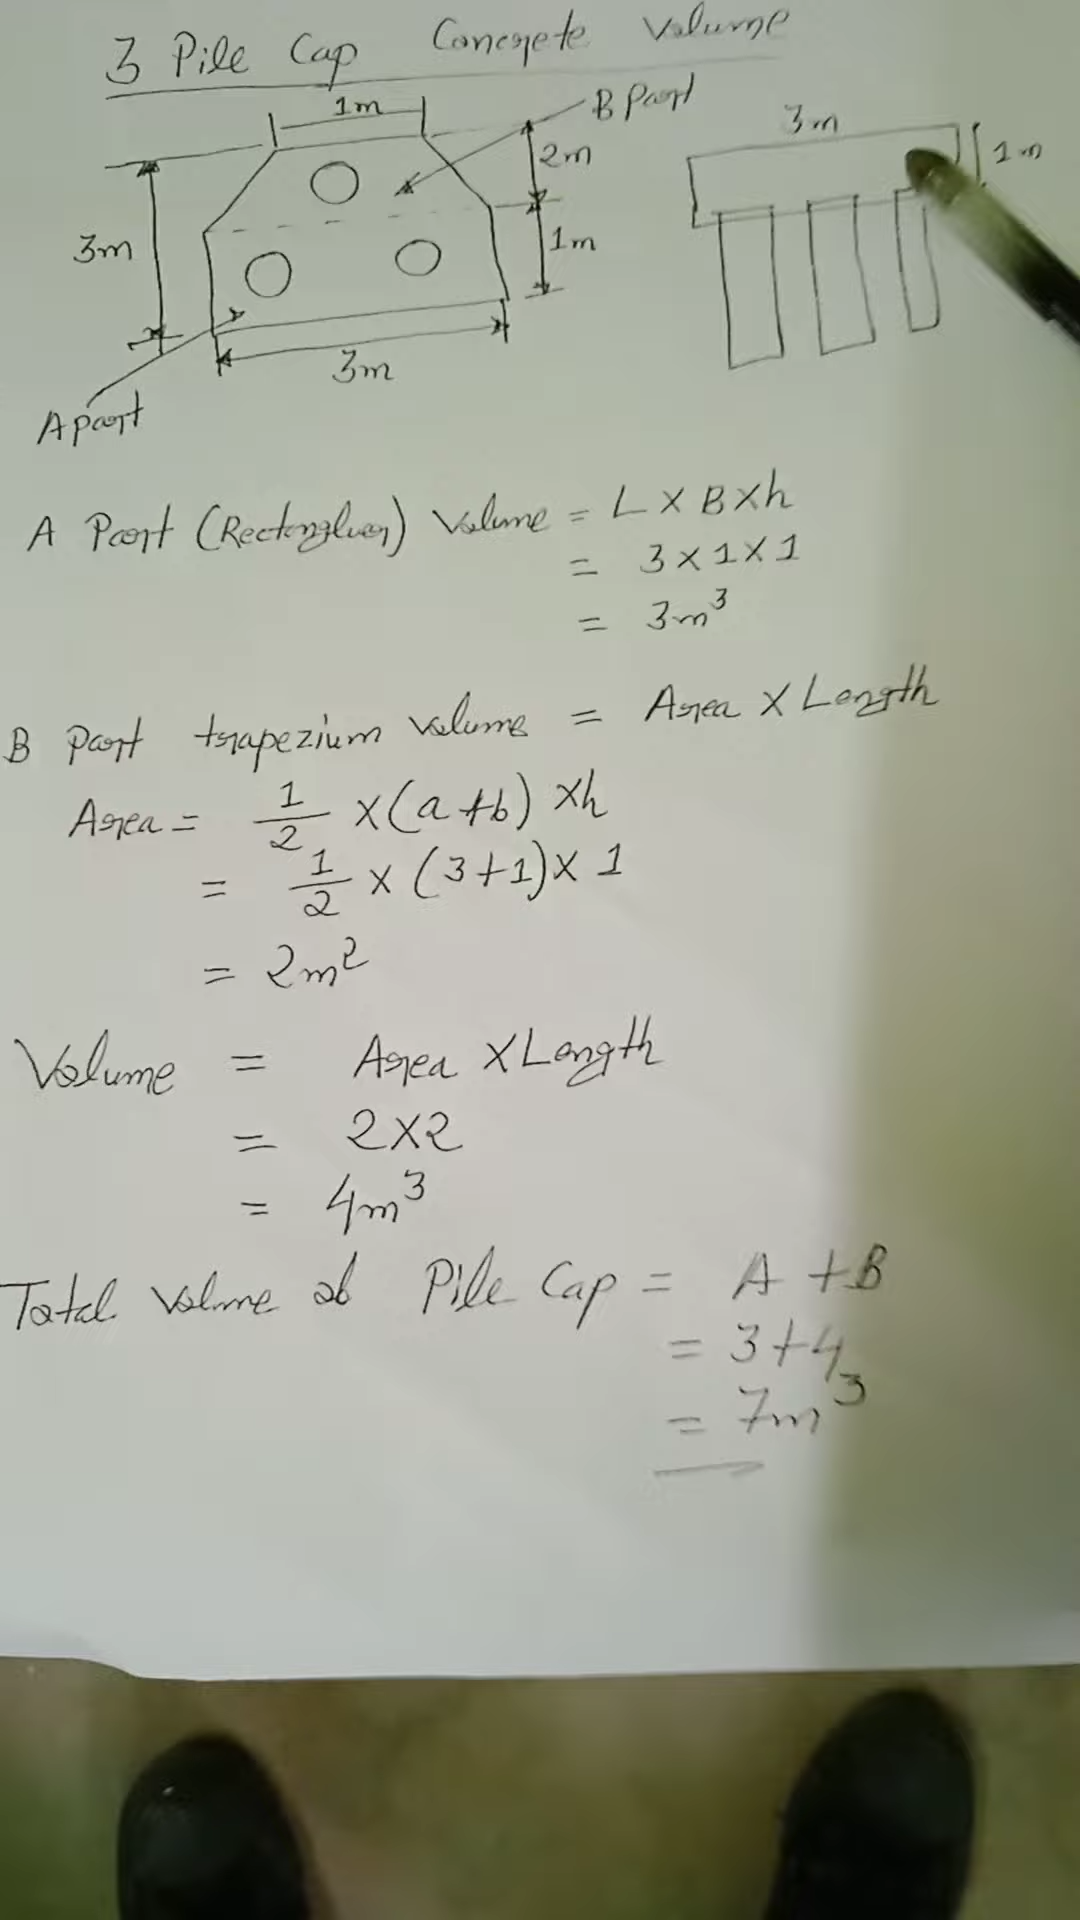 3 Pile Cap Concrete Volume
1m
B Part
3m
2m
1m
3m
1m
3m
A part
A Part (Rectangluer) Volume = L × B × h
= 3 × 1 × 1
= 3m³
B Part trapezium Volume = Area × Length
Area = 1/2 × (a + b) × h
= 1/2 × (3 + 1) × 1
= 2m²
Volume = Area × Length
= 2 × 2
= 4m³
Total Volume of Pile Cap = A + B
= 3 + 4
= 7m³